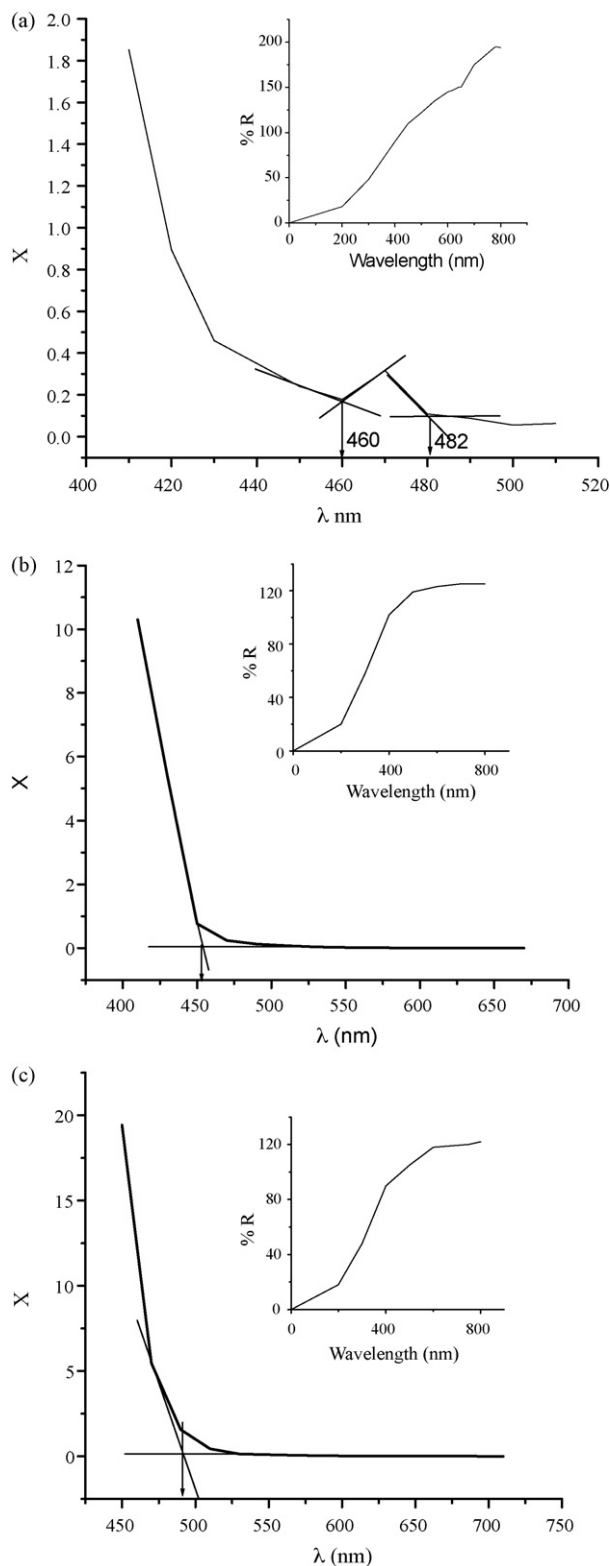 (a)
2.0
1.8
1.6
1.4
1.2
1.0
0.8
0.6
0.4
0.2
0.0
X
400 420 440 460 480 500 520
λ nm
460
482
200
150
100
50
0
% R
0 200 400 600 800
Wavelength (nm)
(b)
12
10
8
6
4
2
0
X
400 450 500 550 600 650 700
λ (nm)
120
80
40
0
% R
0 400 800
Wavelength (nm)
(c)
20
15
10
5
0
X
450 500 550 600 650 700 750
λ (nm)
120
80
40
0
% R
0 400 800
Wavelength (nm)